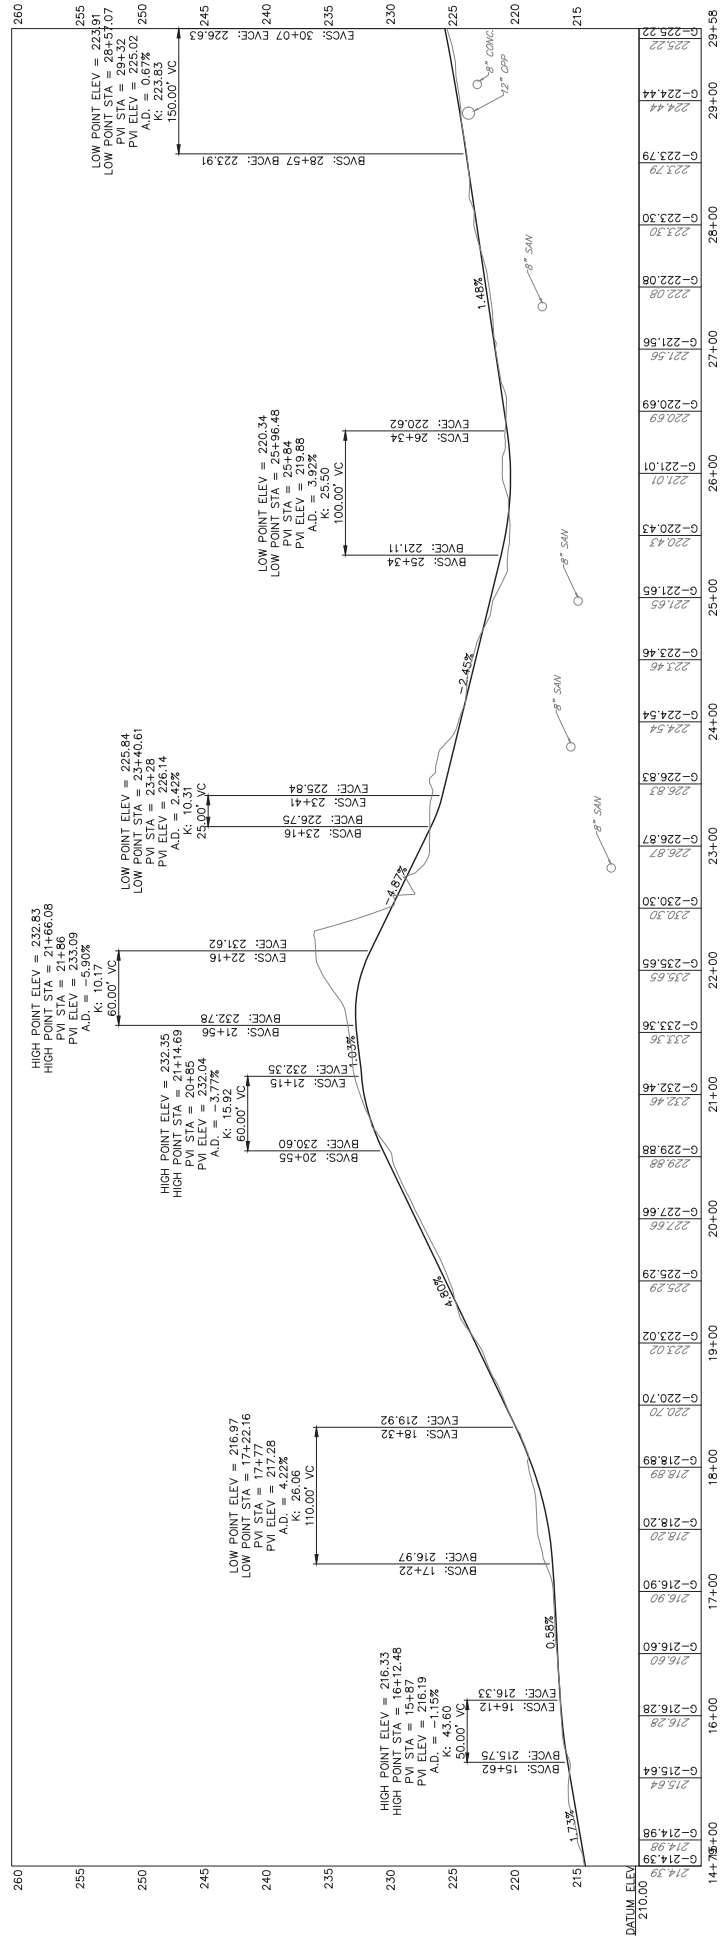 HIGH POINT ELEV = 216.33
HIGH POINT STA = 16+12.48
PVI STA = 15+87
PVI ELEV = 216.19
A.D. = -1.15%
K: 43.60
50.00' VC
BVCS: 15+62
BVCE: 215.75
EVCS: 16+12
EVCE: 216.33
LOW POINT ELEV = 216.97
LOW POINT STA = 17+22.16
PVI STA = 17+77
PVI ELEV = 217.28
A.D. = 4.22%
K: 26.06
110.00' VC
BVCS: 17+22
BVCE: 216.97
EVCS: 18+32
EVCE: 219.92
HIGH POINT ELEV = 232.35
HIGH POINT STA = 21+14.69
PVI STA = 20+85
PVI ELEV = 232.04
A.D. = -3.77%
K: 15.92
60.00' VC
BVCS: 20+55
BVCE: 230.60
EVCS: 21+15
EVCE: 232.35
HIGH POINT ELEV = 232.83
HIGH POINT STA = 21+66.08
PVI STA = 21+86
PVI ELEV = 233.09
A.D. = -5.90%
K: 10.17
60.00' VC
BVCS: 21+56
BVCE: 232.78
EVCS: 22+16
EVCE: 231.62
LOW POINT ELEV = 225.84
LOW POINT STA = 23+40.61
PVI STA = 23+28
PVI ELEV = 226.14
A.D. = 2.42%
K: 10.31
25.00' VC
BVCS: 23+16
BVCE: 226.75
EVCS: 23+41
EVCE: 225.84
LOW POINT ELEV = 220.34
LOW POINT STA = 25+96.48
PVI STA = 25+84
PVI ELEV = 219.88
A.D. = 3.92%
K: 25.50
100.00' VC
BVCS: 25+34
BVCE: 221.11
EVCS: 26+34
EVCE: 220.62
LOW POINT ELEV = 223.91
LOW POINT STA = 28+57.07
PVI STA = 29+32
PVI ELEV = 225.02
A.D. = 0.67%
K: 223.83
150.00' VC
BVCS: 28+57 BVCE: 223.91
EVCS: 30+07 EVCE: 226.63
260
255
250
245
240
235
230
225
220
215
260
255
250
245
240
235
230
225
220
215
1.73%
0.58%
4.80%
1.03%
-4.87%
-2.45%
1.48%
8" SAN
8" SAN
8" SAN
8" SAN
12" CPP
8" CONC.
DATUM ELEV
210.00
G-214.39
214.39
G-214.98
214.98
G-215.64
215.64
G-216.28
216.28
G-216.60
216.60
G-216.90
216.90
G-218.20
218.20
G-218.89
218.89
G-220.70
220.70
G-223.02
223.02
G-225.29
225.29
G-227.66
227.66
G-229.88
229.88
G-232.46
232.46
G-233.36
233.36
G-235.65
235.65
G-230.30
230.30
G-226.87
226.87
G-226.83
226.83
G-224.54
224.54
G-223.46
223.46
G-221.65
221.65
G-220.43
220.43
G-221.01
221.01
G-220.69
220.69
G-221.56
221.56
G-222.08
222.08
G-223.30
223.30
G-223.79
223.79
G-224.44
224.44
G-225.22
225.22
16+00
17+00
18+00
19+00
20+00
21+00
22+00
23+00
24+00
25+00
26+00
27+00
28+00
29+00
29+58